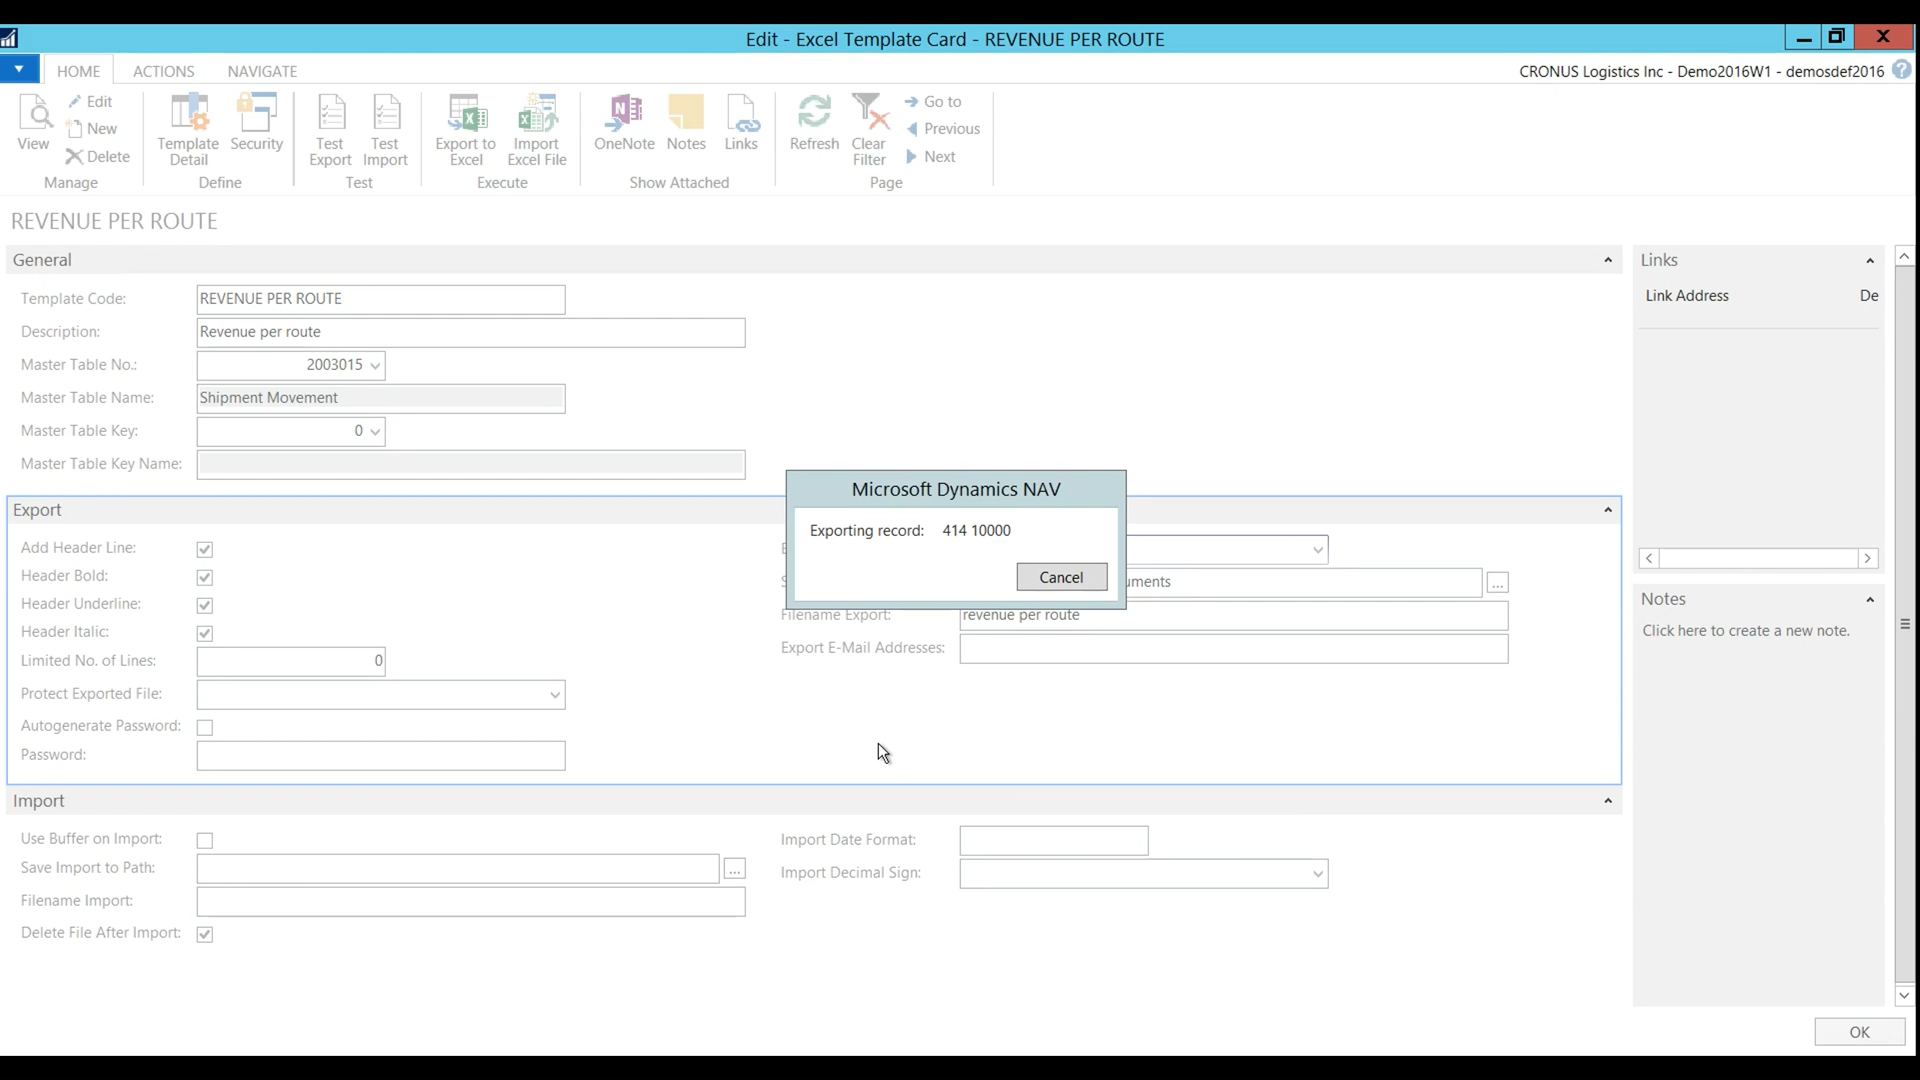 Edit - Excel Template Card - REVENUE PER ROUTE
HOME ACTIONS NAVIGATE
CRONUS Logistics Inc - Demo2016W1 - demosdef2016
View
Edit
New
Delete
Manage
Template Detail
Security
Define
Test Export
Test Import
Test
Export to Excel
Import Excel File
Execute
OneNote
Notes
Links
Show Attached
Refresh
Clear Filter
Go to
Previous
Next
Page
REVENUE PER ROUTE
General
Template Code: REVENUE PER ROUTE
Description: Revenue per route
Master Table No.: 2003015
Master Table Name: Shipment Movement
Master Table Key: 0
Master Table Key Name:
Export
Add Header Line:
Header Bold:
Header Underline:
Header Italic:
Limited No. of Lines: 0
Protect Exported File:
Autogenerate Password:
Password:
uments ...
Filename Export: revenue per route
Export E-Mail Addresses:
Microsoft Dynamics NAV
Exporting record: 414 10000
Cancel
Import
Use Buffer on Import:
Save Import to Path: ...
Filename Import:
Delete File After Import:
Import Date Format:
Import Decimal Sign:
Links
Link Address De
Notes
Click here to create a new note.
OK